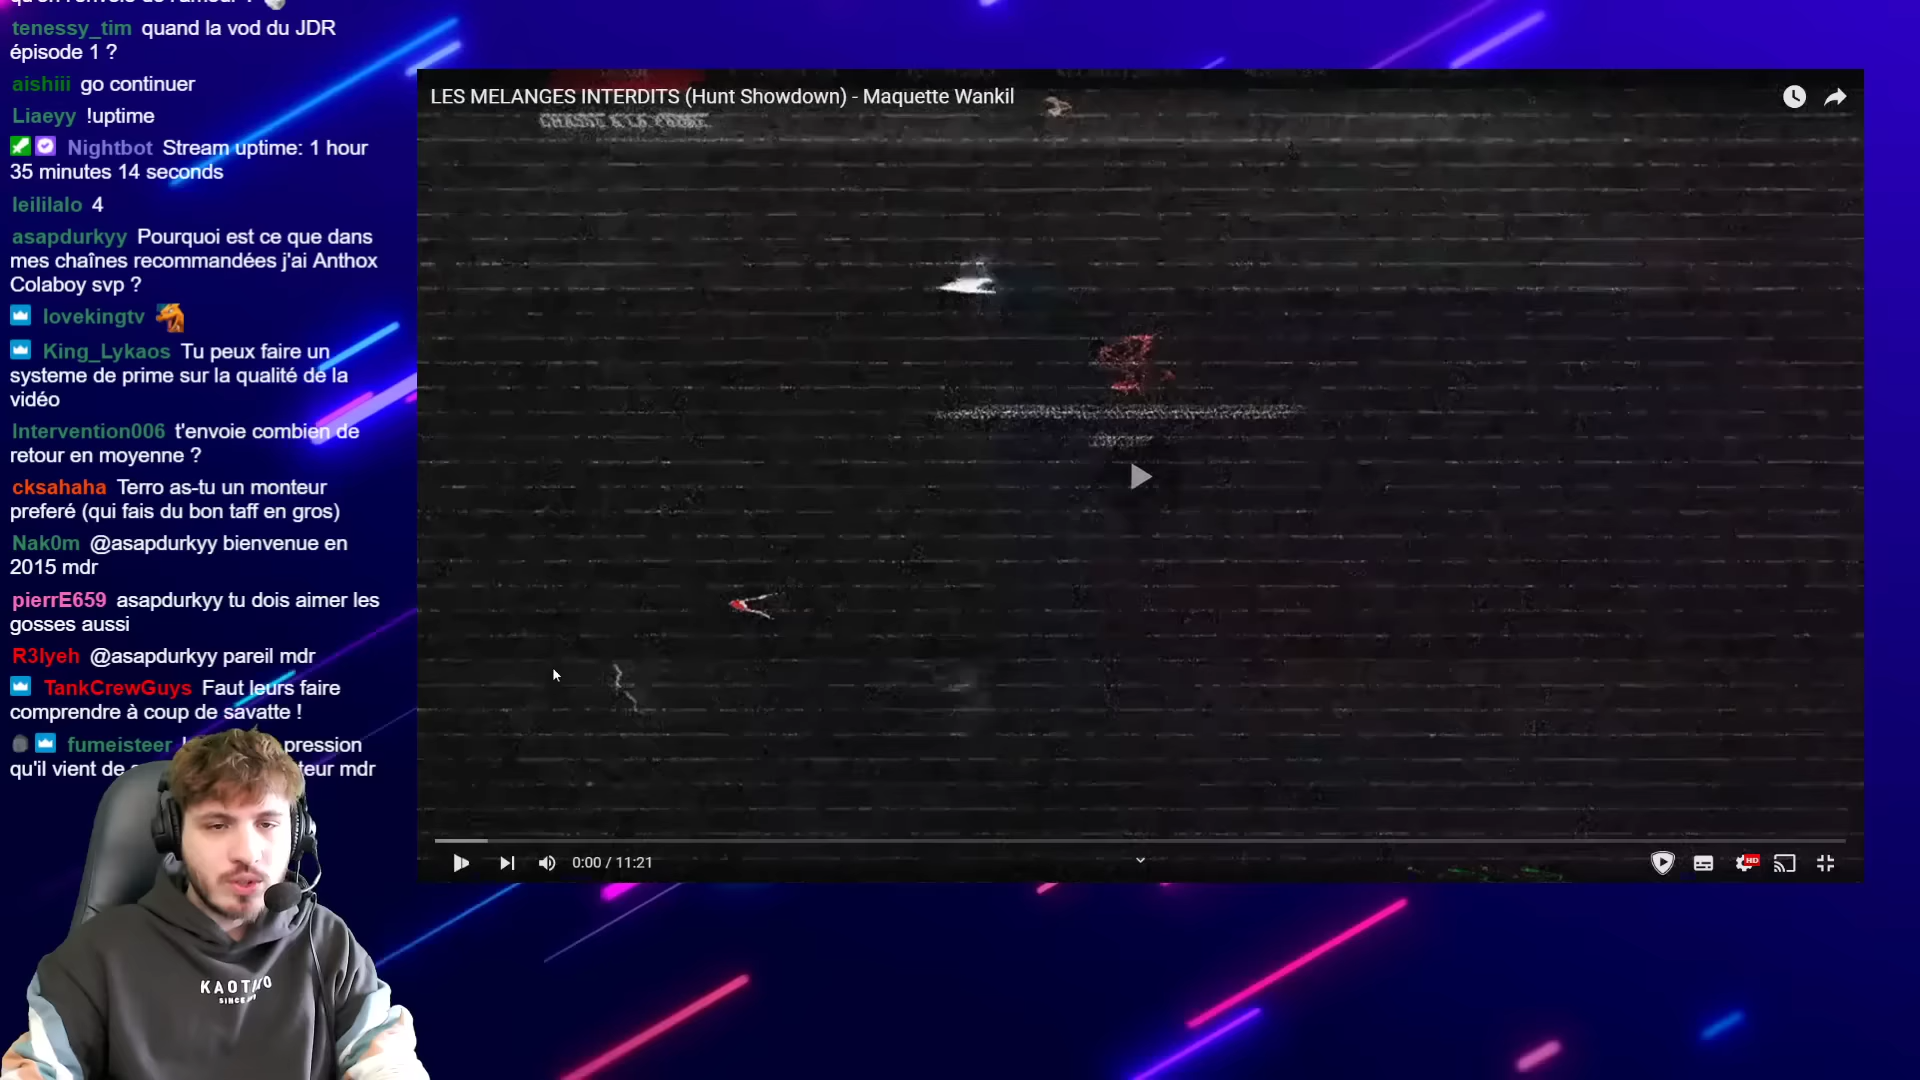 tenessy_tim quand la vod du JDR
épisode 1 ?
aishiii go continuer
Liaeyy !uptime
Nightbot Stream uptime: 1 hour
35 minutes 14 seconds
leililalo 4
asapdurkyy Pourquoi est ce que dans
mes chaînes recommandées j'ai Anthox
Colaboy svp ?
lovekingtv
King_Lykaos Tu peux faire un
systeme de prime sur la qualité de la
vidéo
Intervention006 t'envoie combien de
retour en moyenne ?
cksahaha Terro as-tu un monteur
preferé (qui fais du bon taff en gros)
Nak0m @asapdurkyy bienvenue en
2015 mdr
pierrE659 asapdurkyy tu dois aimer les
gosses aussi
R3lyeh @asapdurkyy pareil mdr
TankCrewGuys Faut leurs faire
comprendre à coup de savatte !
fumeisteer pression
qu'il vient de teur mdr
LES MELANGES INTERDITS (Hunt Showdown) - Maquette Wankil
0:00 / 11:21
HD
SINCE